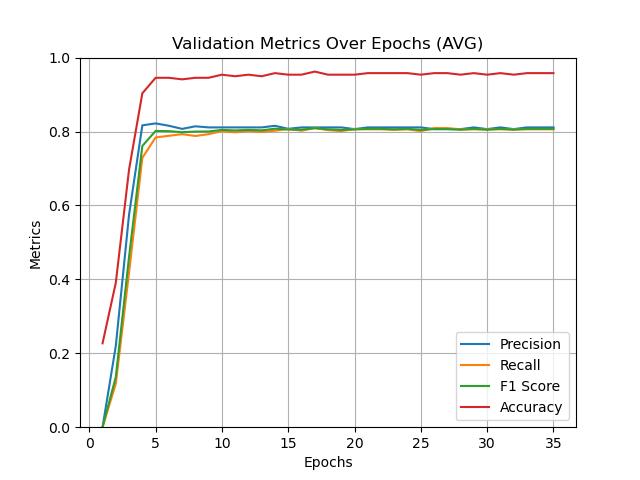 Validation Metrics Over Epochs (AVG)
1.0
0.8
0.6
0.4
0.2
0.0
Metrics
Precision
Recall
F1 Score
Accuracy
0 5 10 15 20 25 30 35
Epochs